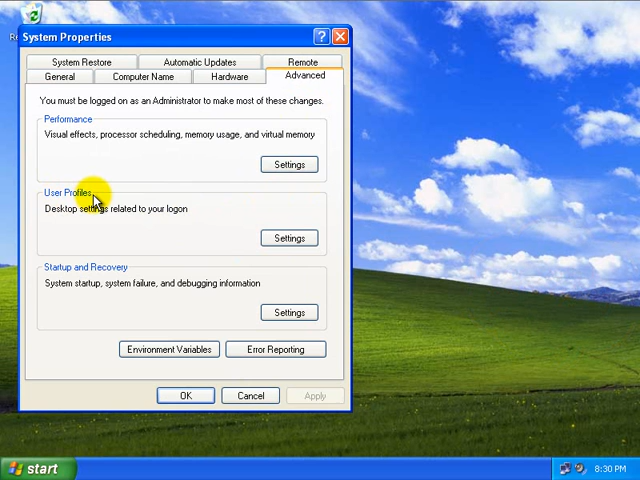 System Properties
System Restore Automatic Updates Remote
General Computer Name Hardware Advanced
You must be logged on as an Administrator to make most of these changes.
Performance
Visual effects, processor scheduling, memory usage, and virtual memory
Settings
User Profiles
Desktop settings related to your logon
Settings
Startup and Recovery
System startup, system failure, and debugging information
Settings
Environment Variables Error Reporting
OK Cancel Apply
start 8:30 PM